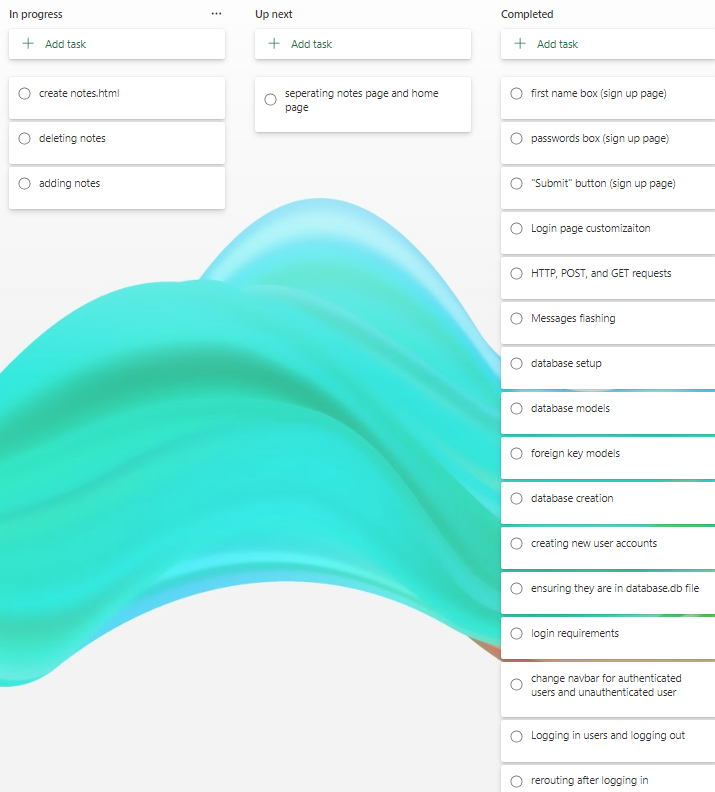 In progress
...
+ Add task
create notes.html
deleting notes
adding notes
Up next
+ Add task
seperating notes page and home
page
Completed
+ Add task
first name box (sign up page)
passwords box (sign up page)
"Submit" button (sign up page)
Login page customizaiton
HTTP, POST, and GET requests
Messages flashing
database setup
database models
foreign key models
database creation
creating new user accounts
ensuring they are in database.db file
login requirements
change navbar for authenticated
users and unauthenticated user
Logging in users and logging out
rerouting after logging in